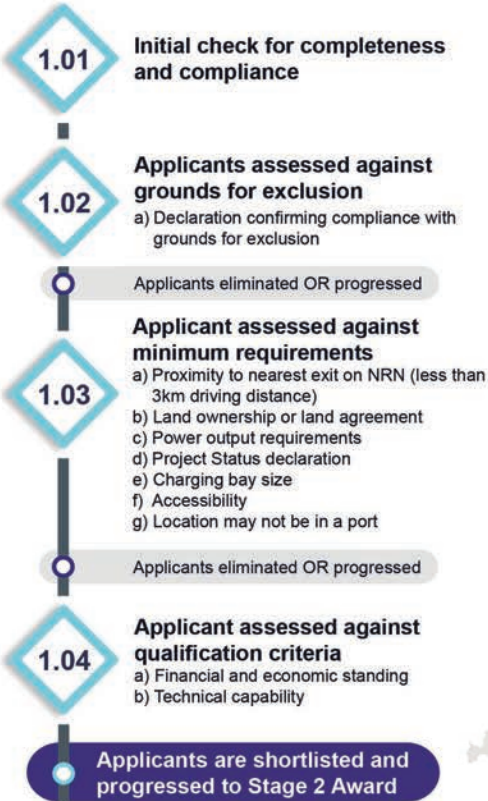 1.01
Initial check for completeness
and compliance
1.02
Applicants assessed against
grounds for exclusion
a) Declaration confirming compliance with
grounds for exclusion
Applicants eliminated OR progressed
1.03
Applicant assessed against
minimum requirements
a) Proximity to nearest exit on NRN (less than
3km driving distance)
b) Land ownership or land agreement
c) Power output requirements
d) Project Status declaration
e) Charging bay size
f) Accessibility
g) Location may not be in a port
Applicants eliminated OR progressed
1.04
Applicant assessed against
qualification criteria
a) Financial and economic standing
b) Technical capability
Applicants are shortlisted and
progressed to Stage 2 Award